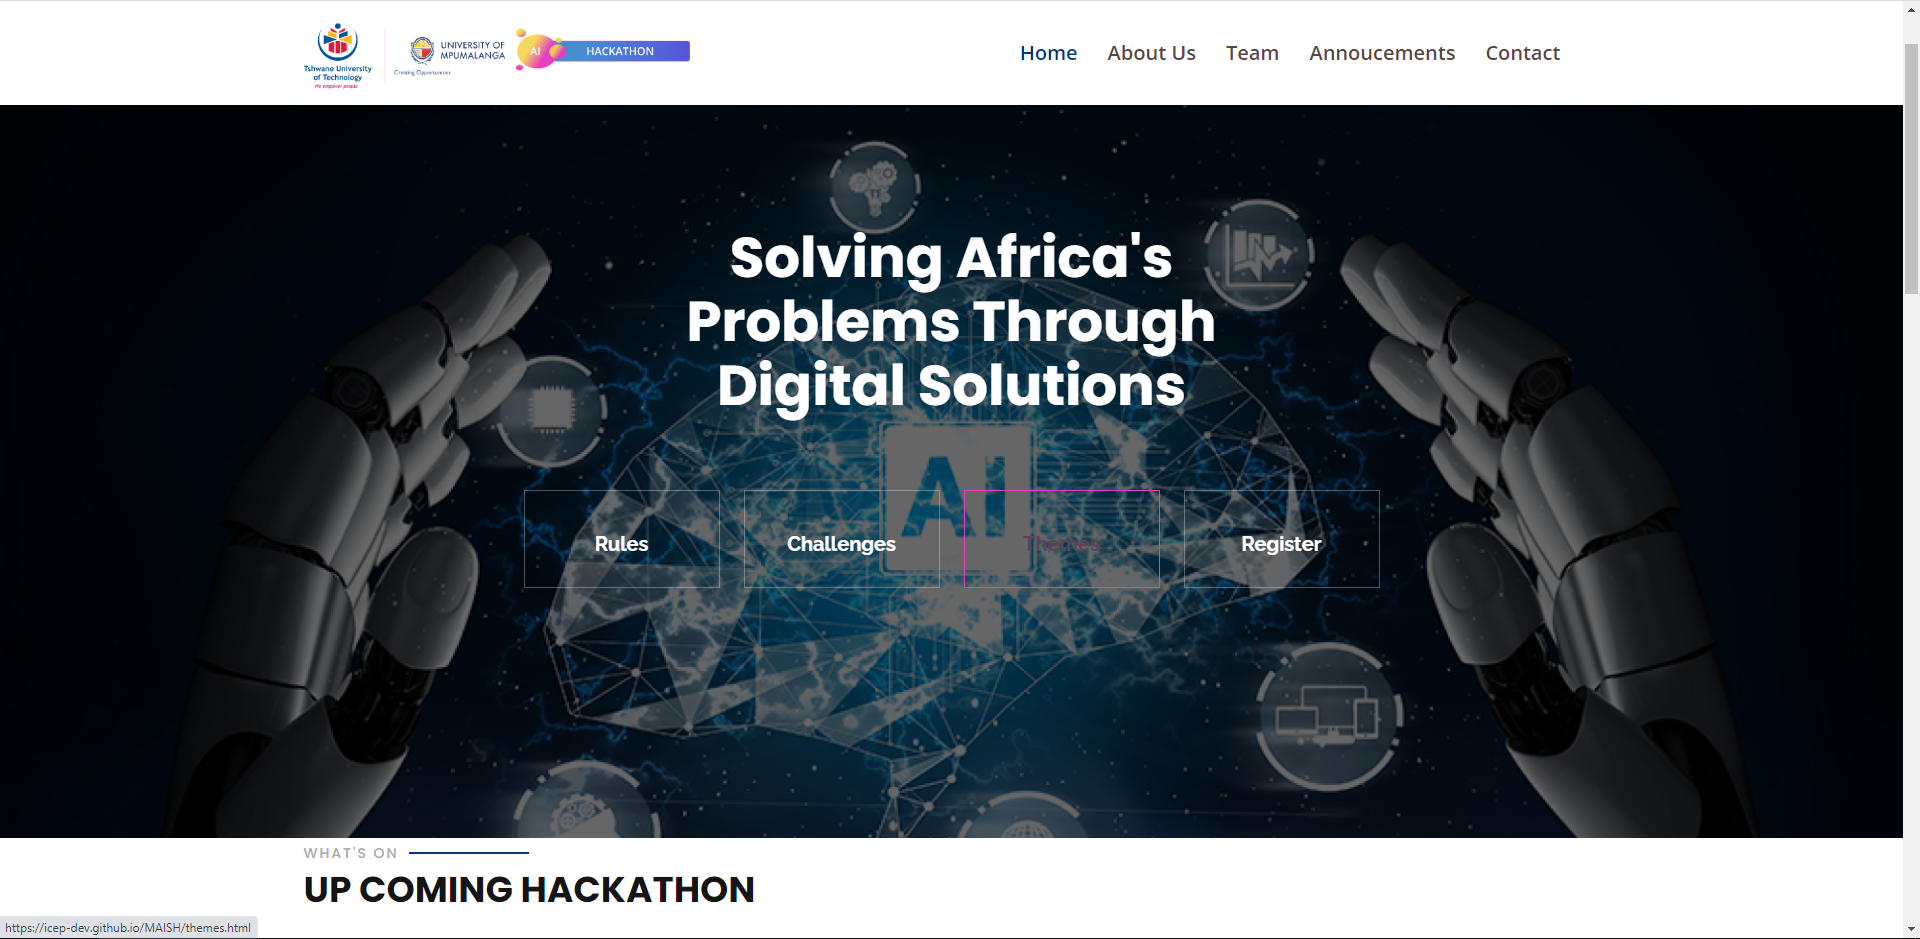 Tshwane University
of Technology
We empower people
UNIVERSITY OF
MPUMALANGA
Creating Opportunities
AI HACKATHON
Home About Us Team Annoucements Contact
Solving Africa's
Problems Through
Digital Solutions
AI
Rules Challenges Themes Register
WHAT'S ON
UP COMING HACKATHON
https://icep-dev.github.io/MAISH/themes.html